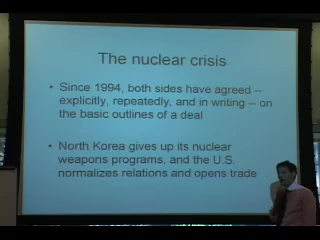 The nuclear crisis
• Since 1994, both sides have agreed --
explicitly, repeatedly, and in writing -- on
the basic outlines of a deal
• North Korea gives up its nuclear
weapons programs, and the U.S.
normalizes relations and opens trade